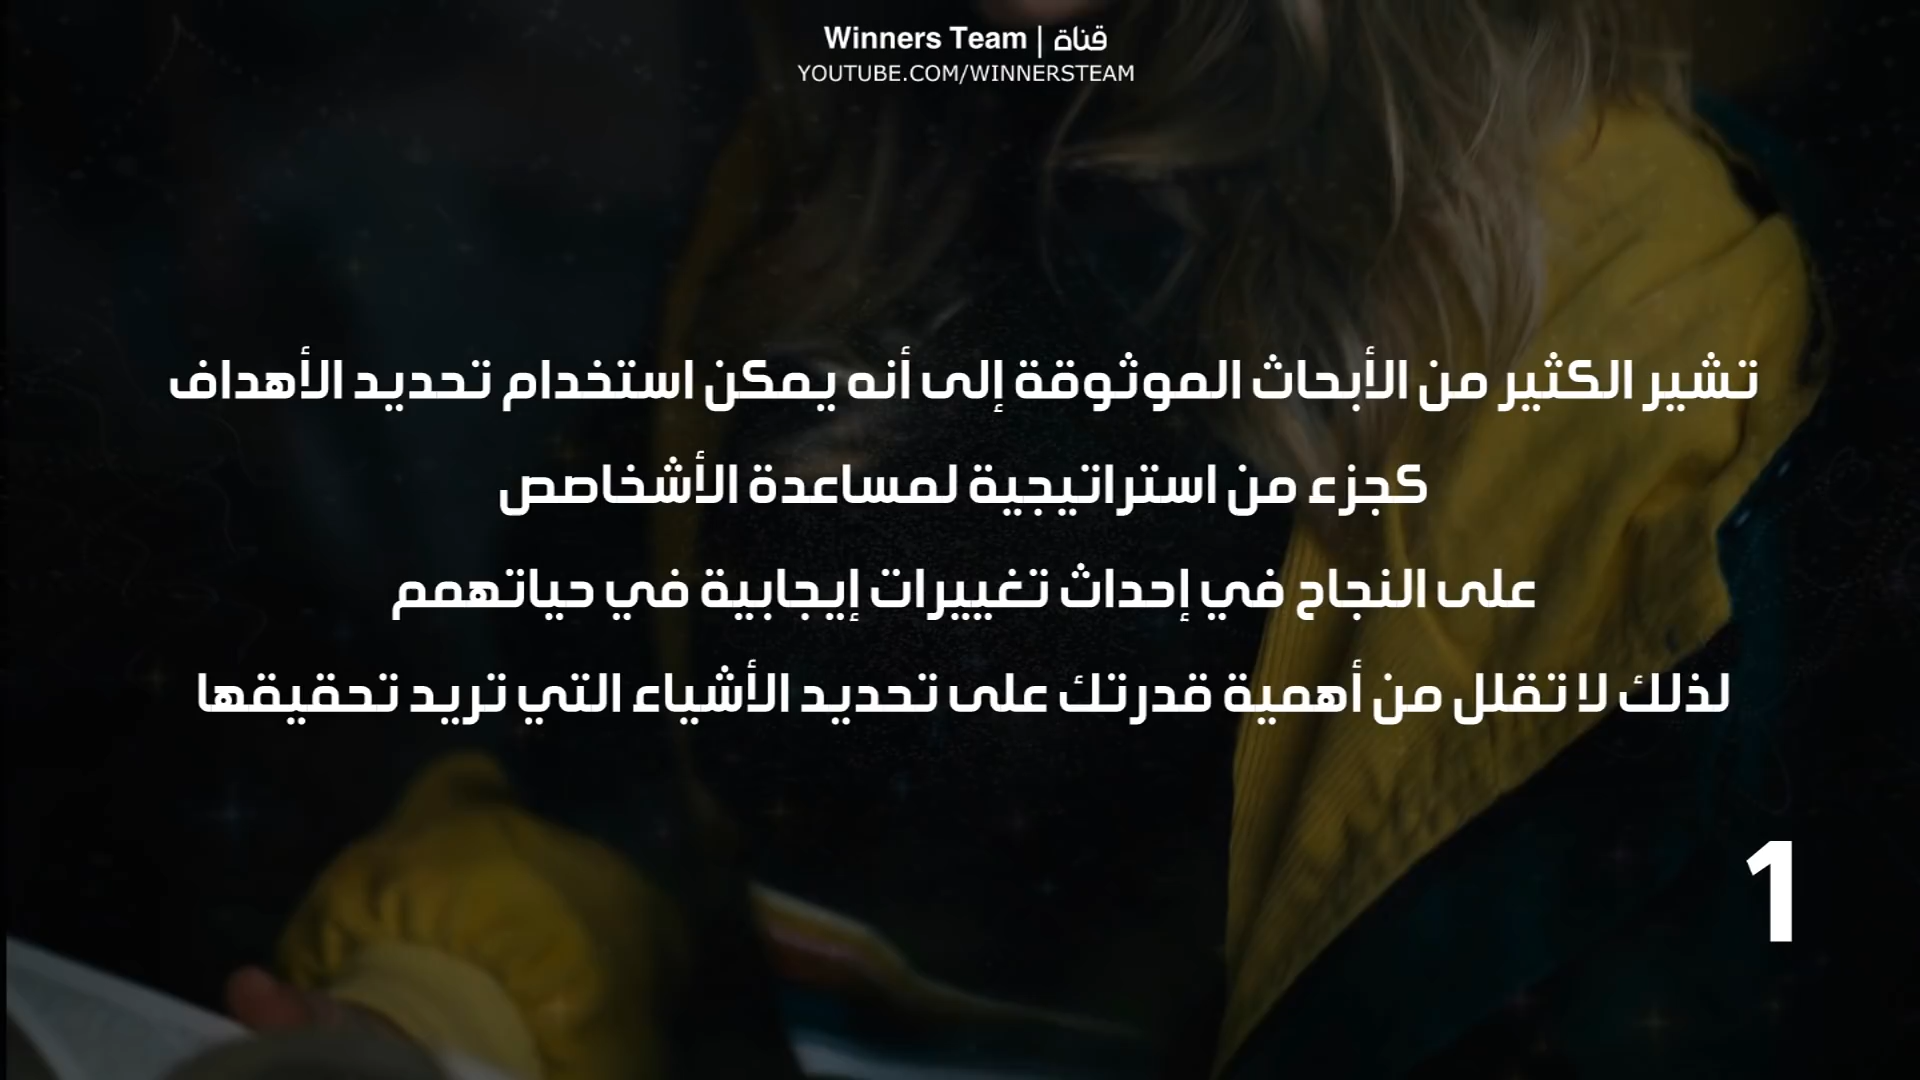 Winners Team | قناة
YOUTUBE.COM/WINNERSTEAM
تشير الكثير من الأبحاث الموثوقة إلى أنه يمكن استخدام تحديد الأهداف
كجزء من استراتيجية لمساعدة الأشخاصص
على النجاح في إحداث تغييرات إيجابية في حياتهمم
لذلك لا تقلل من أهمية قدرتك على تحديد الأشياء التي تريد تحقيقها
1